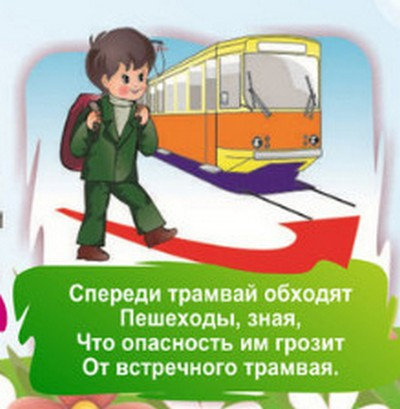 Спереди трамвай обходят
Пешеходы, зная,
Что опасность им грозит
От встречного трамвая.